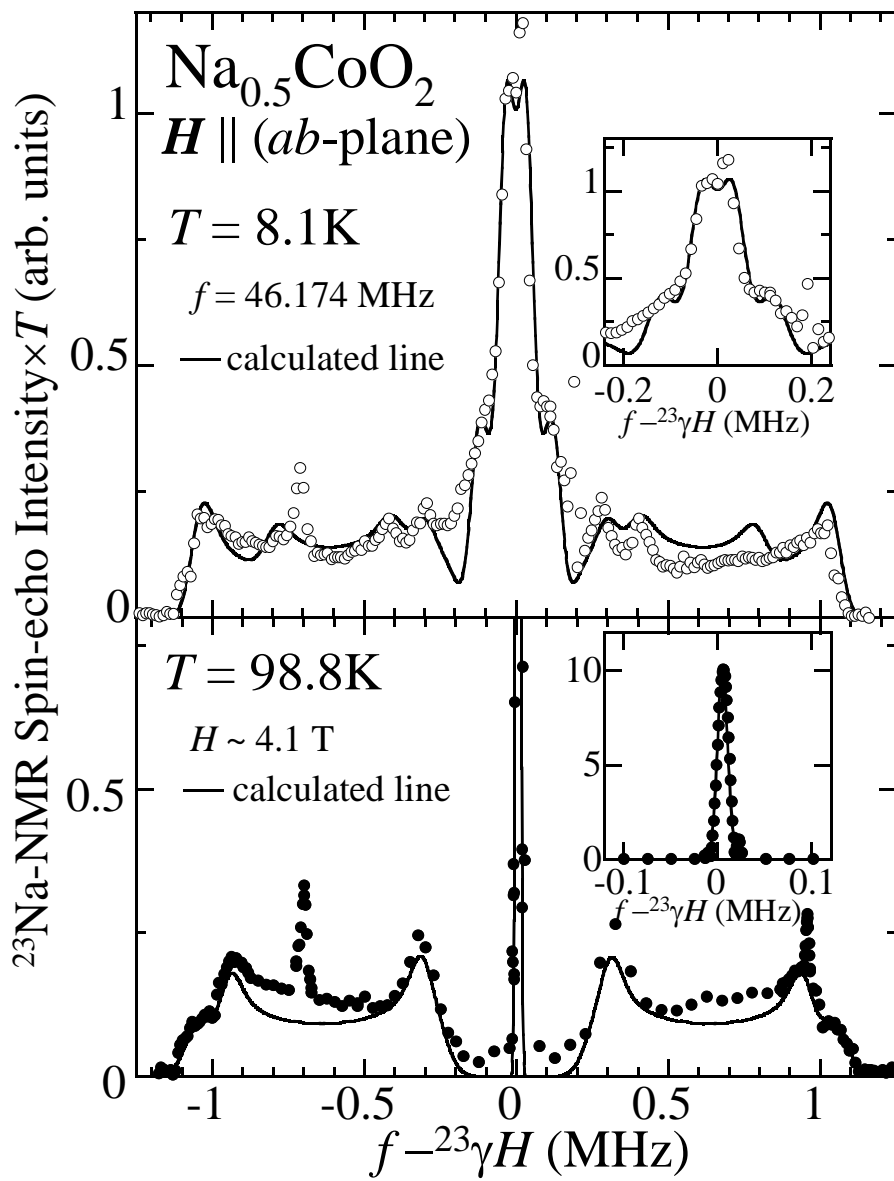 ²³Na-NMR Spin-echo Intensity×T (arb. units)
Na₀.₅CoO₂
H || (ab-plane)
T = 8.1K
f = 46.174 MHz
calculated line
1
0.5
0
1
0.5
0
-0.2 0 0.2
f –²³γH (MHz)
T = 98.8K
H ~ 4.1 T
calculated line
0.5
0
10
5
0
-0.1 0 0.1
f –²³γH (MHz)
-1 -0.5 0 0.5 1
f –²³γH (MHz)